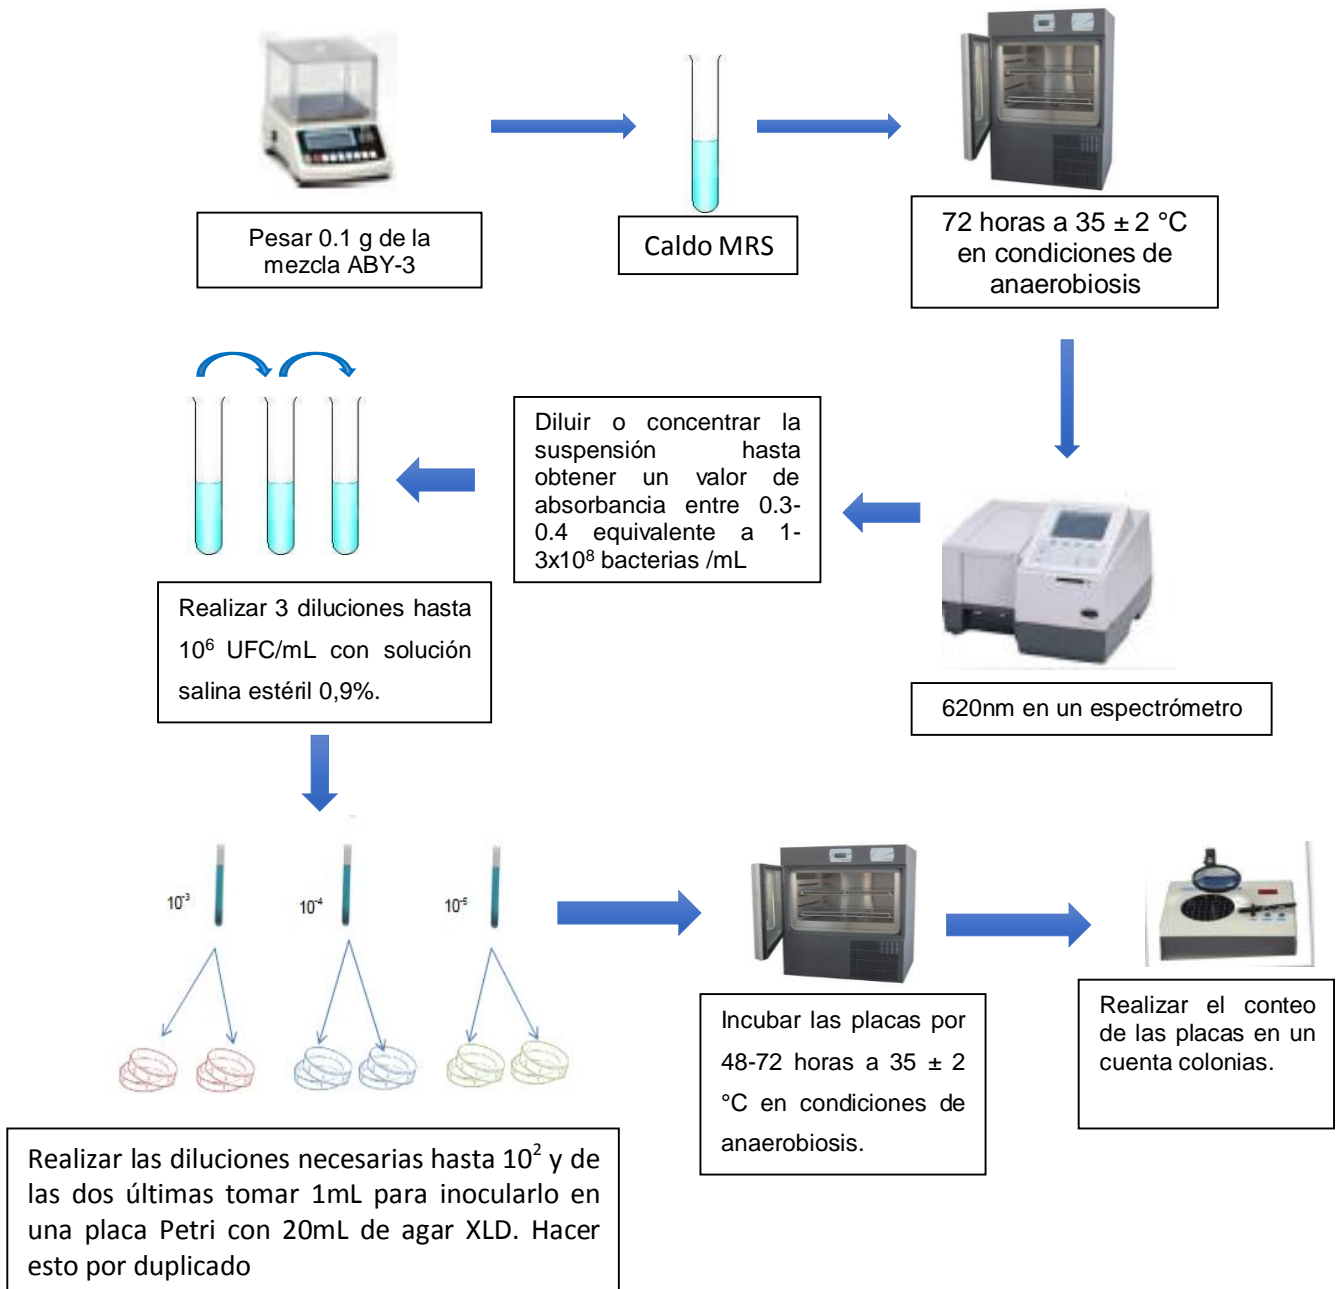 Pesar 0.1 g de la
mezcla ABY-3
Caldo MRS
72 horas a 35 ± 2 °C
en condiciones de
anaerobiosis
620nm en un espectrómetro
Diluir o concentrar la
suspensión hasta
obtener un valor de
absorbancia entre 0.3-
0.4 equivalente a 1-
3x10⁸ bacterias /mL
Realizar 3 diluciones hasta
10⁶ UFC/mL con solución
salina estéril 0,9%.
10⁻³
10⁻⁴
10⁻⁵
Realizar las diluciones necesarias hasta 10² y de
las dos últimas tomar 1mL para inocularlo en
una placa Petri con 20mL de agar XLD. Hacer
esto por duplicado
Incubar las placas por
48-72 horas a 35 ± 2
°C en condiciones de
anaerobiosis.
Realizar el conteo
de las placas en un
cuenta colonias.